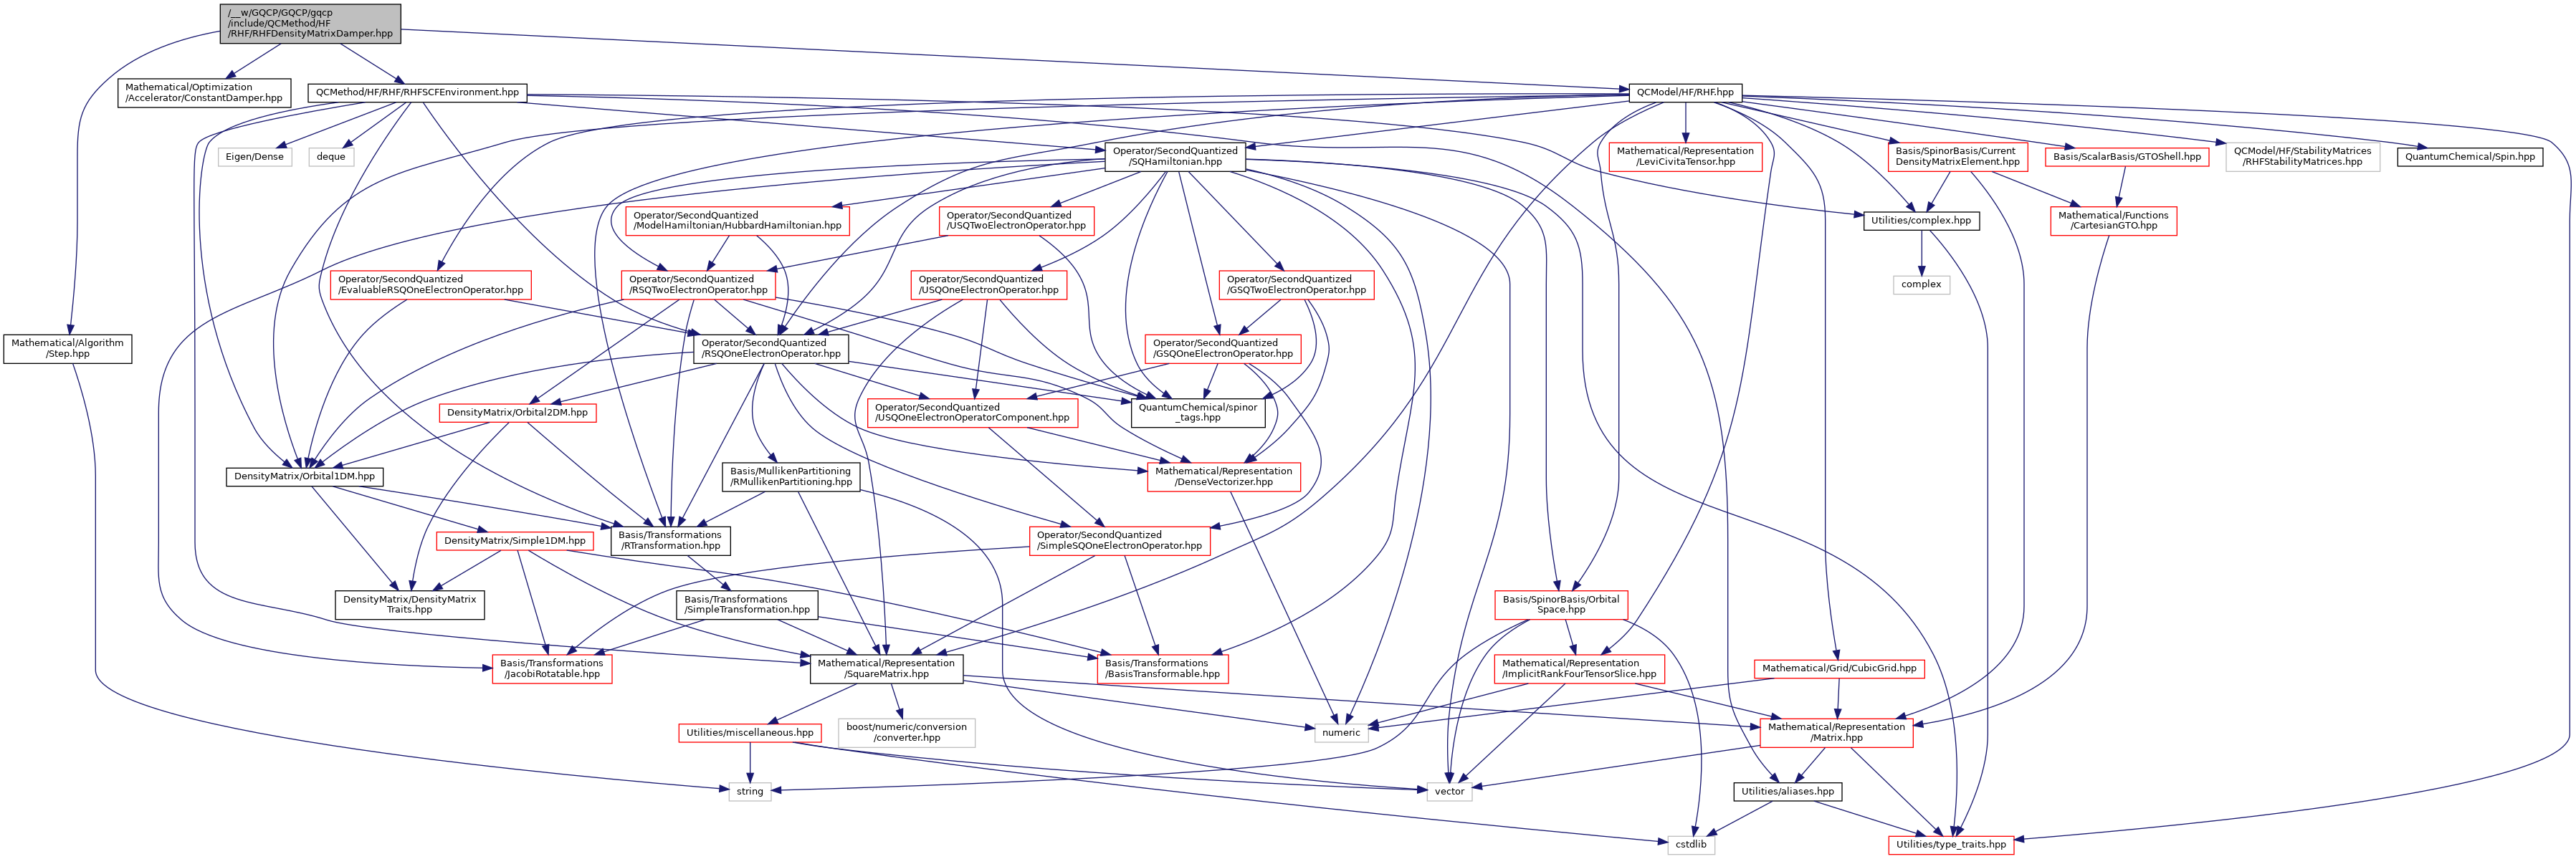 /__w/GQCP/GQCP/gqcp
/include/QCMethod/HF
/RHF/RHFDensityMatrixDamper.hpp
Mathematical/Optimization
/Accelerator/ConstantDamper.hpp
QCMethod/HF/RHF/RHFSCFEnvironment.hpp
QCModel/HF/RHF.hpp
Eigen/Dense
deque
Operator/SecondQuantized
/SQHamiltonian.hpp
Mathematical/Representation
/LeviCivitaTensor.hpp
Basis/SpinorBasis/Current
DensityMatrixElement.hpp
Basis/ScalarBasis/GTOShell.hpp
QCModel/HF/StabilityMatrices
/RHFStabilityMatrices.hpp
QuantumChemical/Spin.hpp
Operator/SecondQuantized
/ModelHamiltonian/HubbardHamiltonian.hpp
Operator/SecondQuantized
/USQTwoElectronOperator.hpp
Utilities/complex.hpp
Mathematical/Functions
/CartesianGTO.hpp
Operator/SecondQuantized
/EvaluableRSQOneElectronOperator.hpp
Operator/SecondQuantized
/RSQTwoElectronOperator.hpp
Operator/SecondQuantized
/USQOneElectronOperator.hpp
Operator/SecondQuantized
/GSQTwoElectronOperator.hpp
complex
Mathematical/Algorithm
/Step.hpp
Operator/SecondQuantized
/RSQOneElectronOperator.hpp
Operator/SecondQuantized
/GSQOneElectronOperator.hpp
DensityMatrix/Orbital2DM.hpp
Operator/SecondQuantized
/USQOneElectronOperatorComponent.hpp
QuantumChemical/spinor
_tags.hpp
DensityMatrix/Orbital1DM.hpp
Basis/MullikenPartitioning
/RMullikenPartitioning.hpp
Mathematical/Representation
/DenseVectorizer.hpp
DensityMatrix/Simple1DM.hpp
Basis/Transformations
/RTransformation.hpp
Operator/SecondQuantized
/SimpleSQOneElectronOperator.hpp
DensityMatrix/DensityMatrix
Traits.hpp
Basis/Transformations
/SimpleTransformation.hpp
Basis/SpinorBasis/Orbital
Space.hpp
Basis/Transformations
/JacobiRotatable.hpp
Mathematical/Representation
/SquareMatrix.hpp
Basis/Transformations
/BasisTransformable.hpp
Mathematical/Representation
/ImplicitRankFourTensorSlice.hpp
Mathematical/Grid/CubicGrid.hpp
Utilities/miscellaneous.hpp
boost/numeric/conversion
/converter.hpp
numeric
Mathematical/Representation
/Matrix.hpp
string
vector
Utilities/aliases.hpp
cstdlib
Utilities/type_traits.hpp